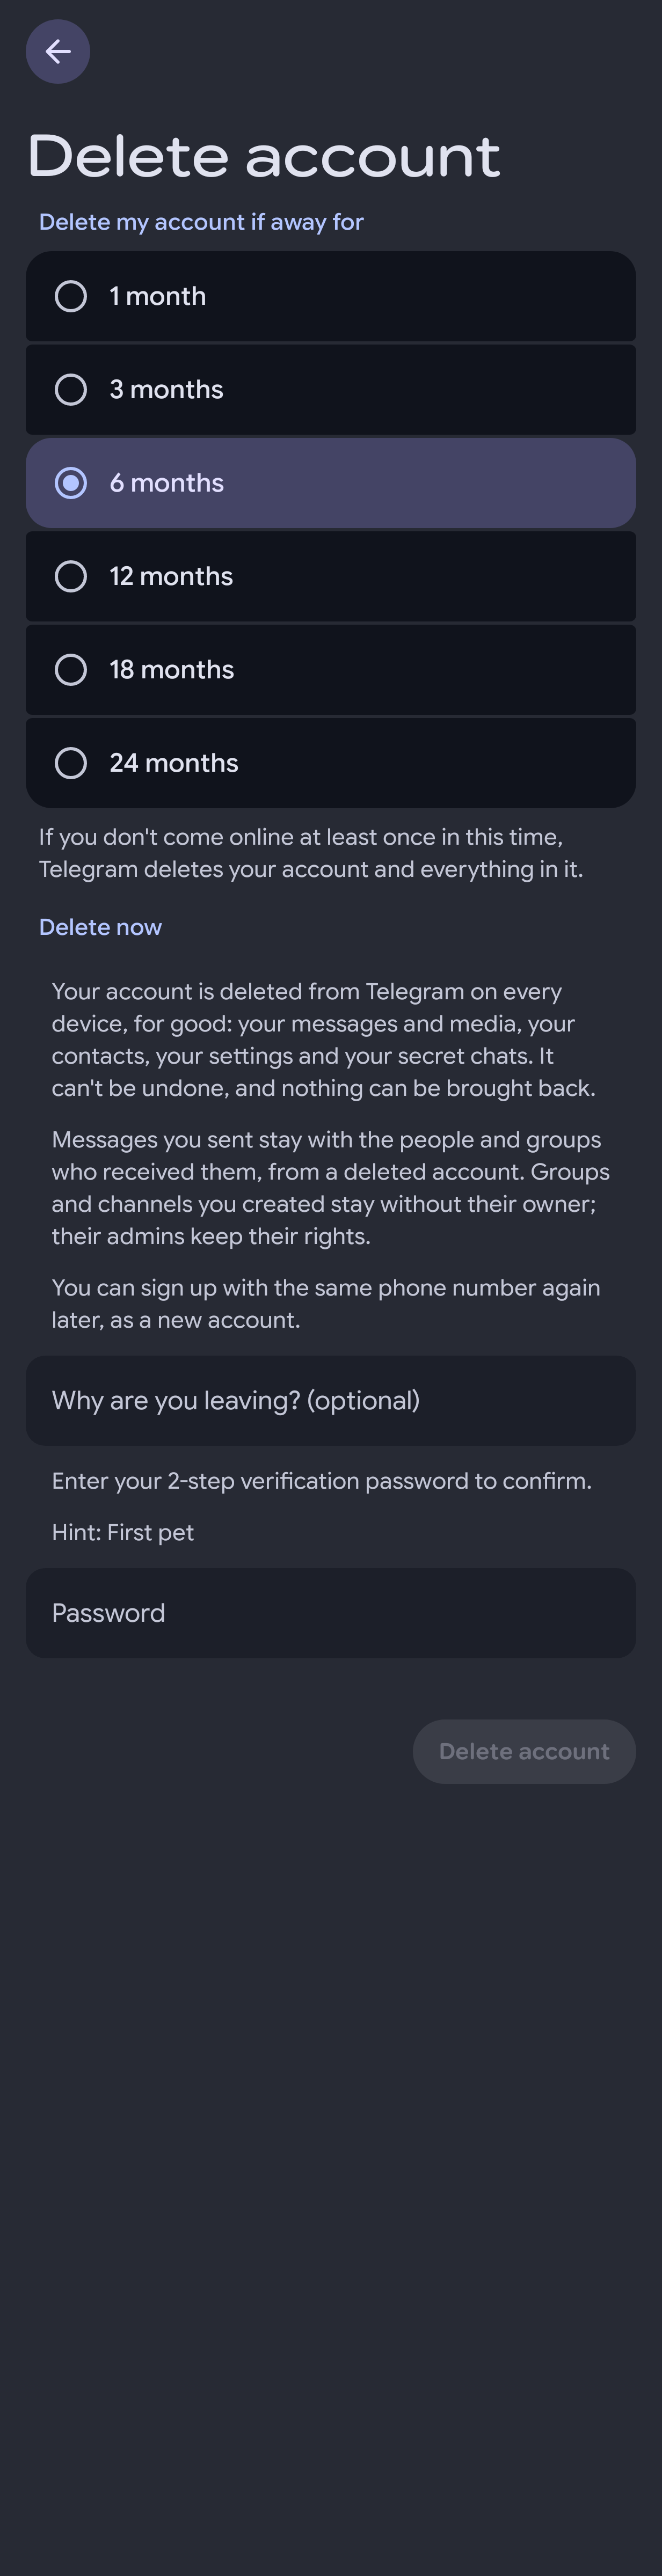 Delete account
Delete my account if away for
1 month
3 months
6 months
12 months
18 months
24 months
If you don't come online at least once in this time,
Telegram deletes your account and everything in it.
Delete now
Your account is deleted from Telegram on every
device, for good: your messages and media, your
contacts, your settings and your secret chats. It
can't be undone, and nothing can be brought back.
Messages you sent stay with the people and groups
who received them, from a deleted account. Groups
and channels you created stay without their owner;
their admins keep their rights.
You can sign up with the same phone number again
later, as a new account.
Why are you leaving? (optional)
Enter your 2-step verification password to confirm.
Hint: First pet
Password
Delete account